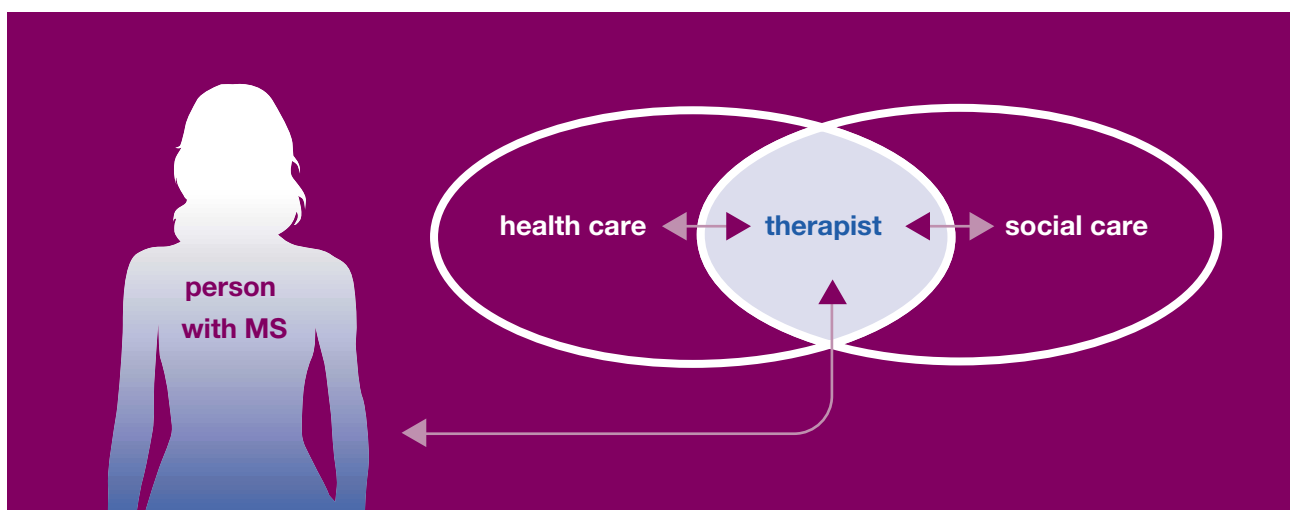 health care
therapist
social care
person
with MS